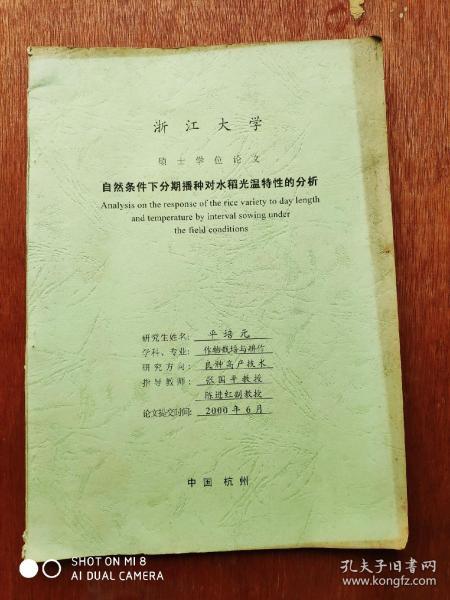 浙江大学
硕士学位论文
自然条件下分期播种对水稻光温特性的分析
Analysis on the response of the rice variety to day length
and temperature by interval sowing under
the field conditions
研究生姓名: 平培元
学科、专业: 作物栽培与耕作
研究方向: 良种高产技术
指导教师: 张国平教授
陈进红副教授
论文提交时间: 2000年6月
中国 杭州
SHOT ON MI 8
AI DUAL CAMERA
孔夫子旧书网
www.kongfz.com